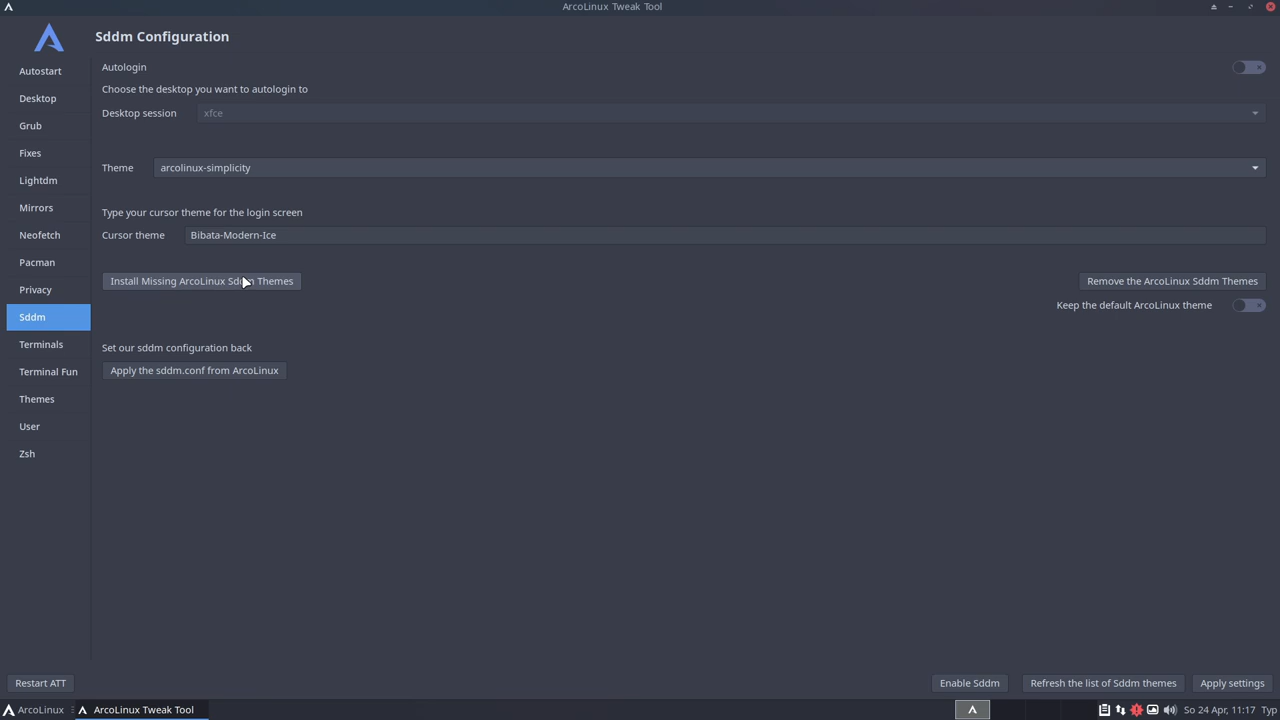 ArcoLinux Tweak Tool
Sddm Configuration
Autostart
Desktop
Grub
Fixes
Lightdm
Mirrors
Neofetch
Pacman
Privacy
Sddm
Terminals
Terminal Fun
Themes
User
Zsh
Autologin
Choose the desktop you want to autologin to
Desktop session xfce
Theme arcolinux-simplicity
Type your cursor theme for the login screen
Cursor theme Bibata-Modern-Ice
Install Missing ArcoLinux Sddm Themes Remove the ArcoLinux Sddm Themes
Keep the default ArcoLinux theme
Set our sddm configuration back
Apply the sddm.conf from ArcoLinux
Restart ATT Enable Sddm Refresh the list of Sddm themes Apply settings
ArcoLinux ArcoLinux Tweak Tool So 24 Apr, 11:17 Typ